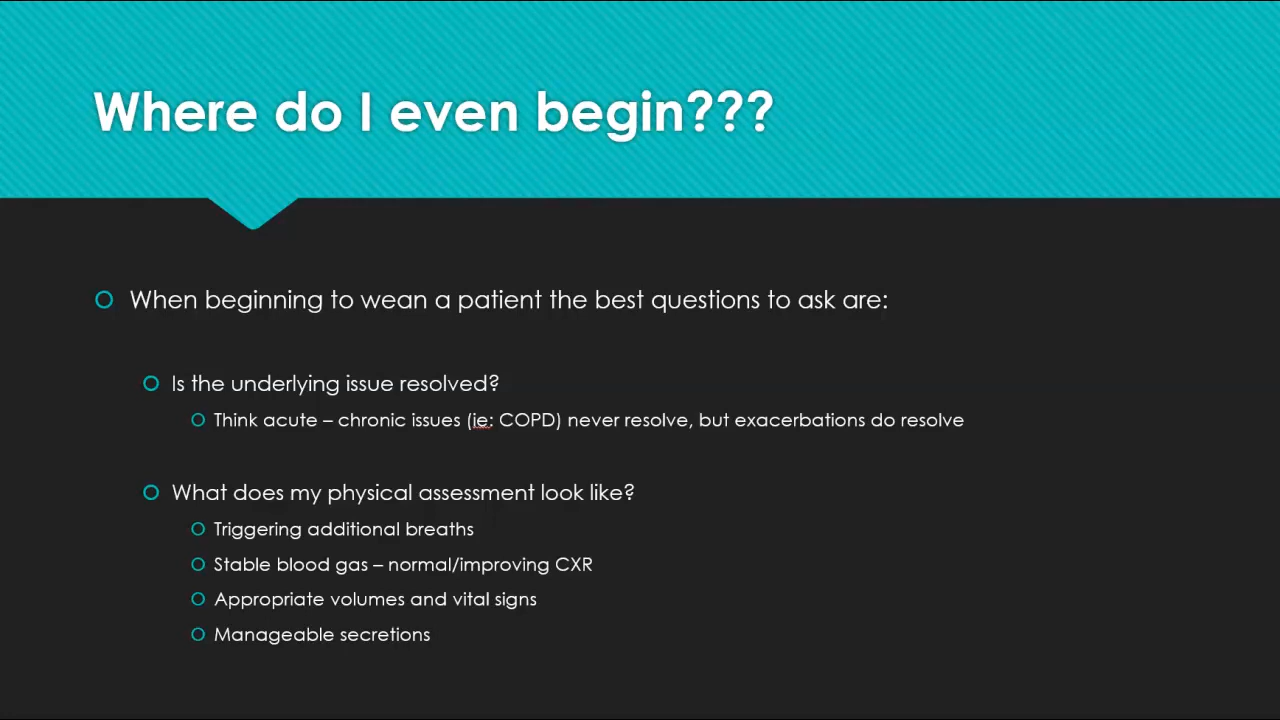 Where do I even begin???
When beginning to wean a patient the best questions to ask are:
Is the underlying issue resolved?
Think acute – chronic issues (ie: COPD) never resolve, but exacerbations do resolve
What does my physical assessment look like?
Triggering additional breaths
Stable blood gas – normal/improving CXR
Appropriate volumes and vital signs
Manageable secretions